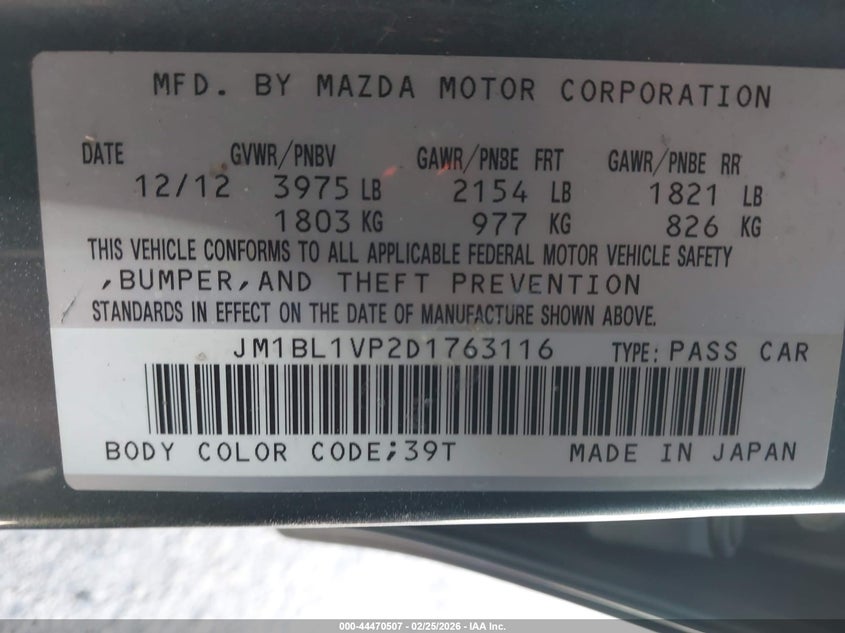 MFD. BY MAZDA MOTOR CORPORATION
DATE GVWR/PNBV GAWR/PNBE FRT GAWR/PNBE RR
12/12 3975 LB 2154 LB 1821 LB
1803 KG 977 KG 826 KG
THIS VEHICLE CONFORMS TO ALL APPLICABLE FEDERAL MOTOR VEHICLE SAFETY
,BUMPER,AND THEFT PREVENTION
STANDARDS IN EFFECT ON THE DATE OF MANUFACTURE SHOWN ABOVE.
JM1BL1VP2D1763116 TYPE: PASS CAR
BODY COLOR CODE;39T MADE IN JAPAN
000-44470507 - 02/25/2026 - IAA Inc.